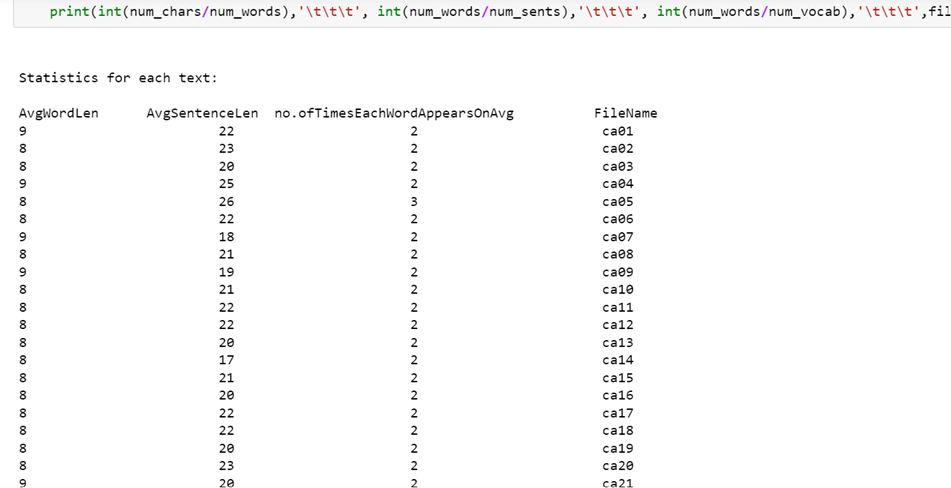 print(int(num_chars/num_words),'\t\t\t', int(num_words/num_sents),'\t\t\t', int(num_words/num_vocab),'\t\t\t',fil
Statistics for each text:
AvgWordLen AvgSentenceLen no.ofTimesEachWordAppearsOnAvg FileName
9 22 2 ca01
8 23 2 ca02
8 20 2 ca03
9 25 2 ca04
8 26 3 ca05
8 22 2 ca06
9 18 2 ca07
8 21 2 ca08
9 19 2 ca09
8 21 2 ca10
8 22 2 ca11
8 22 2 ca12
8 20 2 ca13
8 17 2 ca14
8 21 2 ca15
8 20 2 ca16
8 22 2 ca17
8 22 2 ca18
8 20 2 ca19
8 23 2 ca20
9 20 2 ca21